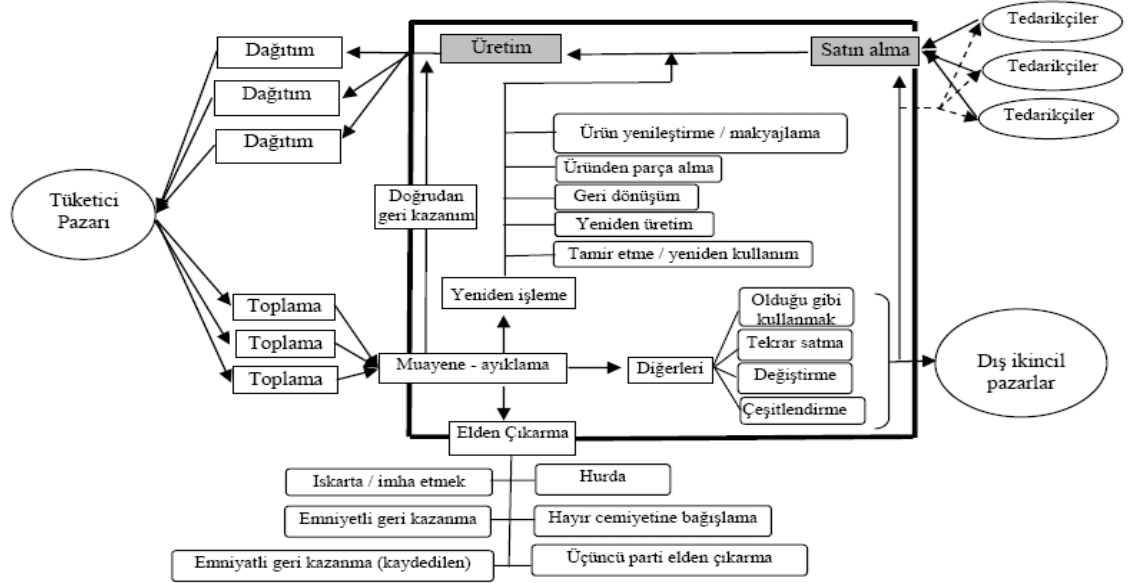 Tedarikçiler
Dağıtım
Üretim
Satın alma
Tedarikçiler
Dağıtım
Tedarikçiler
Dağıtım
Ürün yenileştirme / makyajlama
Üründen parça alma
Tüketici
Pazarı
Doğrudan
geri kazanım
Geri dönüşüm
Yeniden üretim
Tamir etme / yeniden kullanım
Yeniden işleme
Toplama
Toplama
Toplama
Muayene - ayıklama
Diğerleri
Olduğu gibi
kullanmak
Tekrar satma
Değiştirme
Çeşitlendirme
Dış ikincil
pazarlar
Elden Çıkarma
Iskarta / imha etmek
Hurda
Emniyetli geri kazanma
Hayır cemiyetine bağışlama
Emniyatli geri kazanma (kaydedilen)
Üçüncü parti elden çıkarma